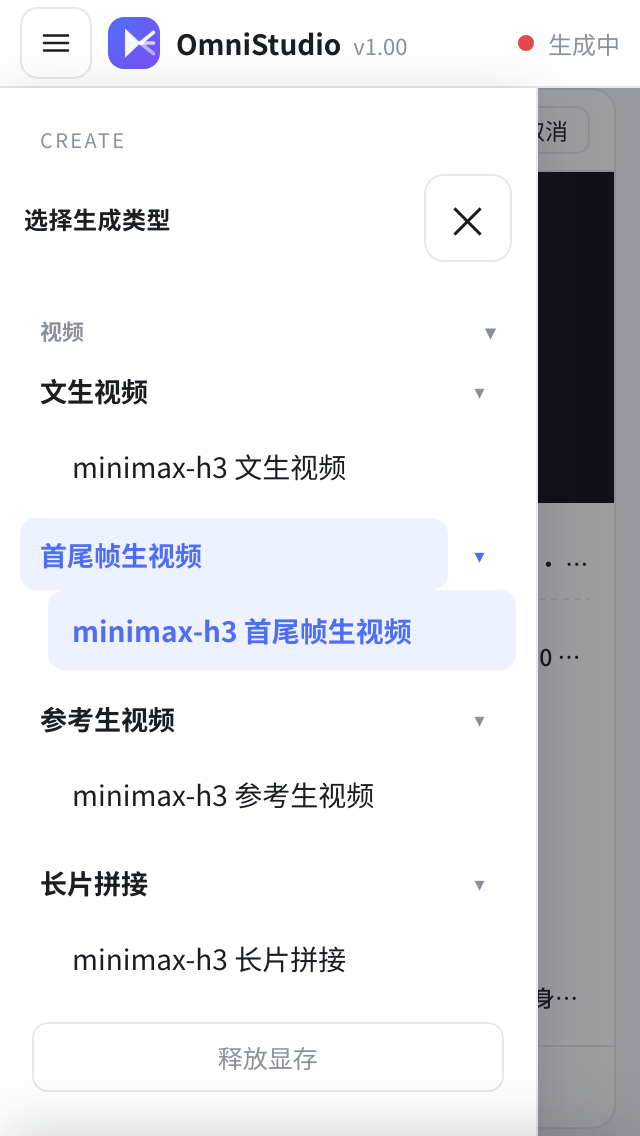 OmniStudio v1.00 生成中
CREATE
取消
选择生成类型
视频
文生视频
minimax-h3 文生视频
首尾帧生视频
• ···
minimax-h3 首尾帧生视频
0 ···
参考生视频
minimax-h3 参考生视频
长片拼接
minimax-h3 长片拼接
身···
释放显存